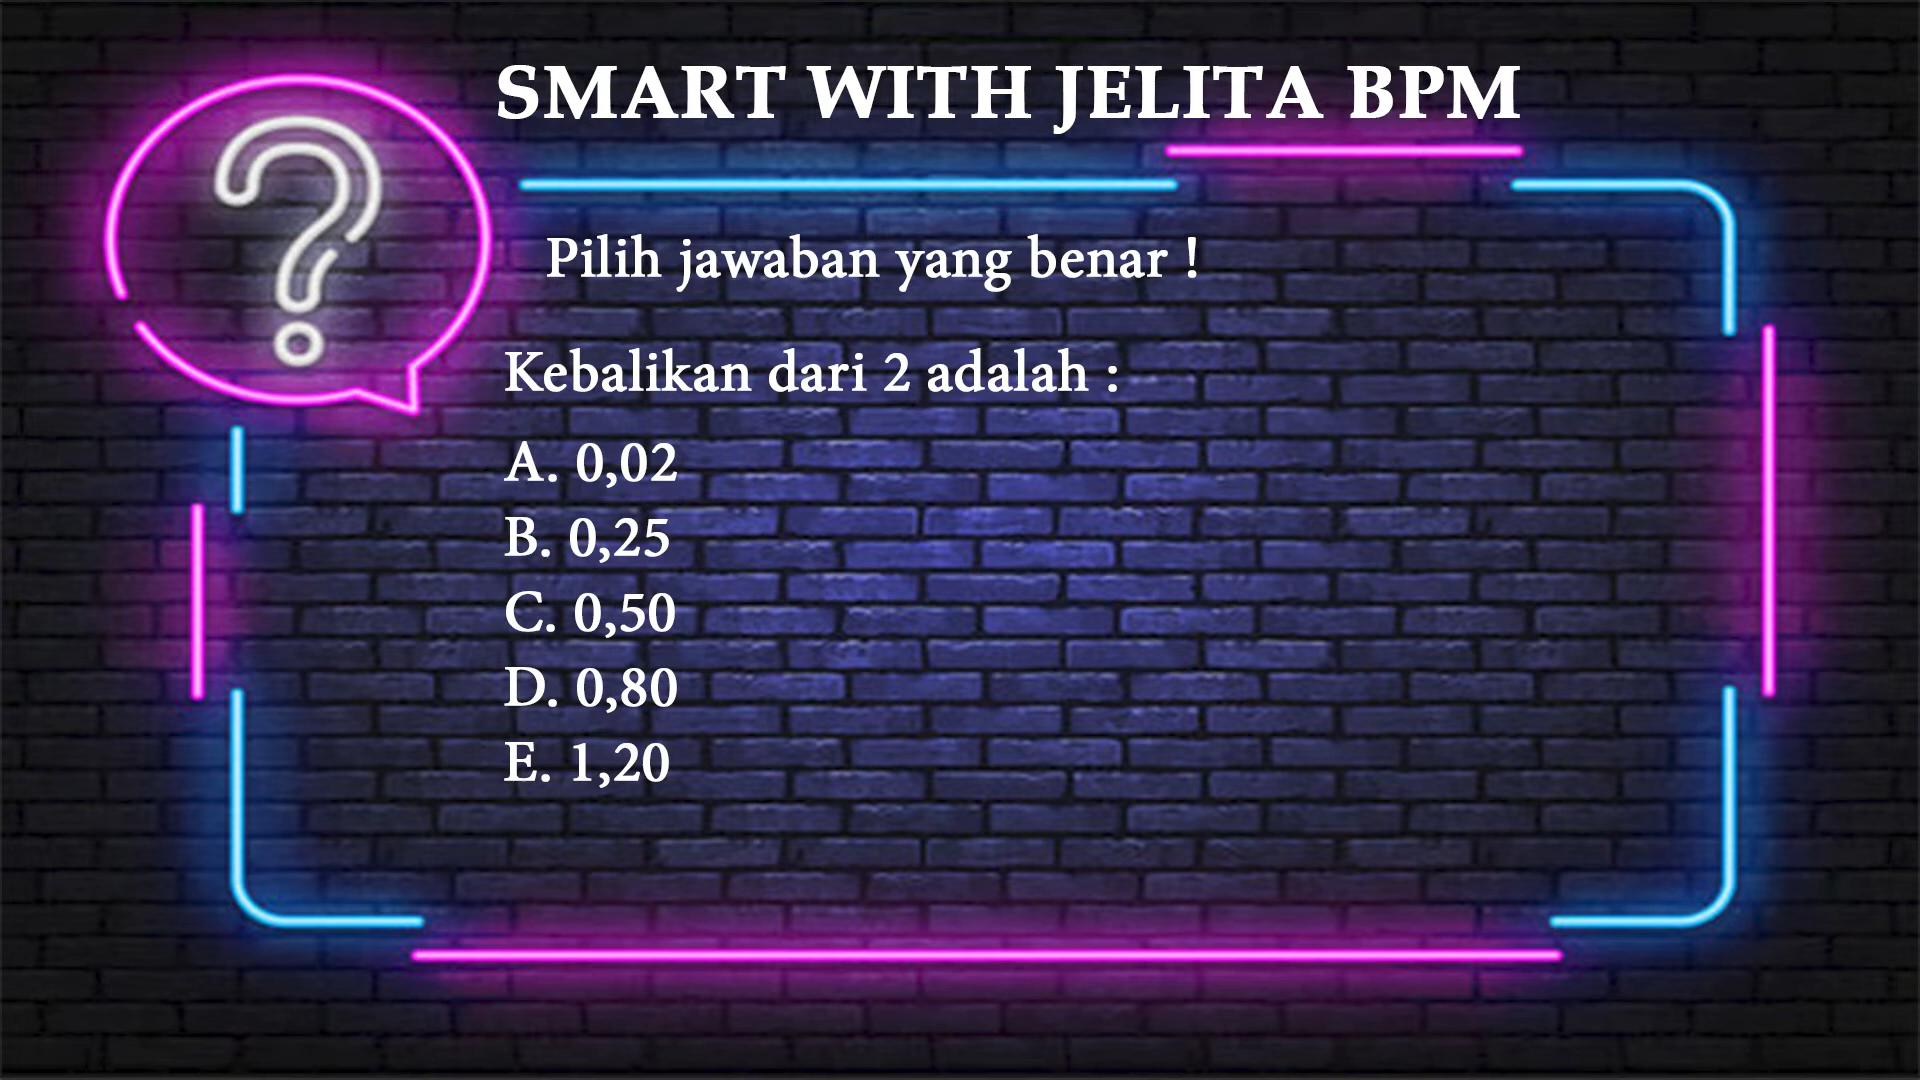 SMART WITH JELITA BPM
Pilih jawaban yang benar !
Kebalikan dari 2 adalah :
A. 0,02
B. 0,25
C. 0,50
D. 0,80
E. 1,20